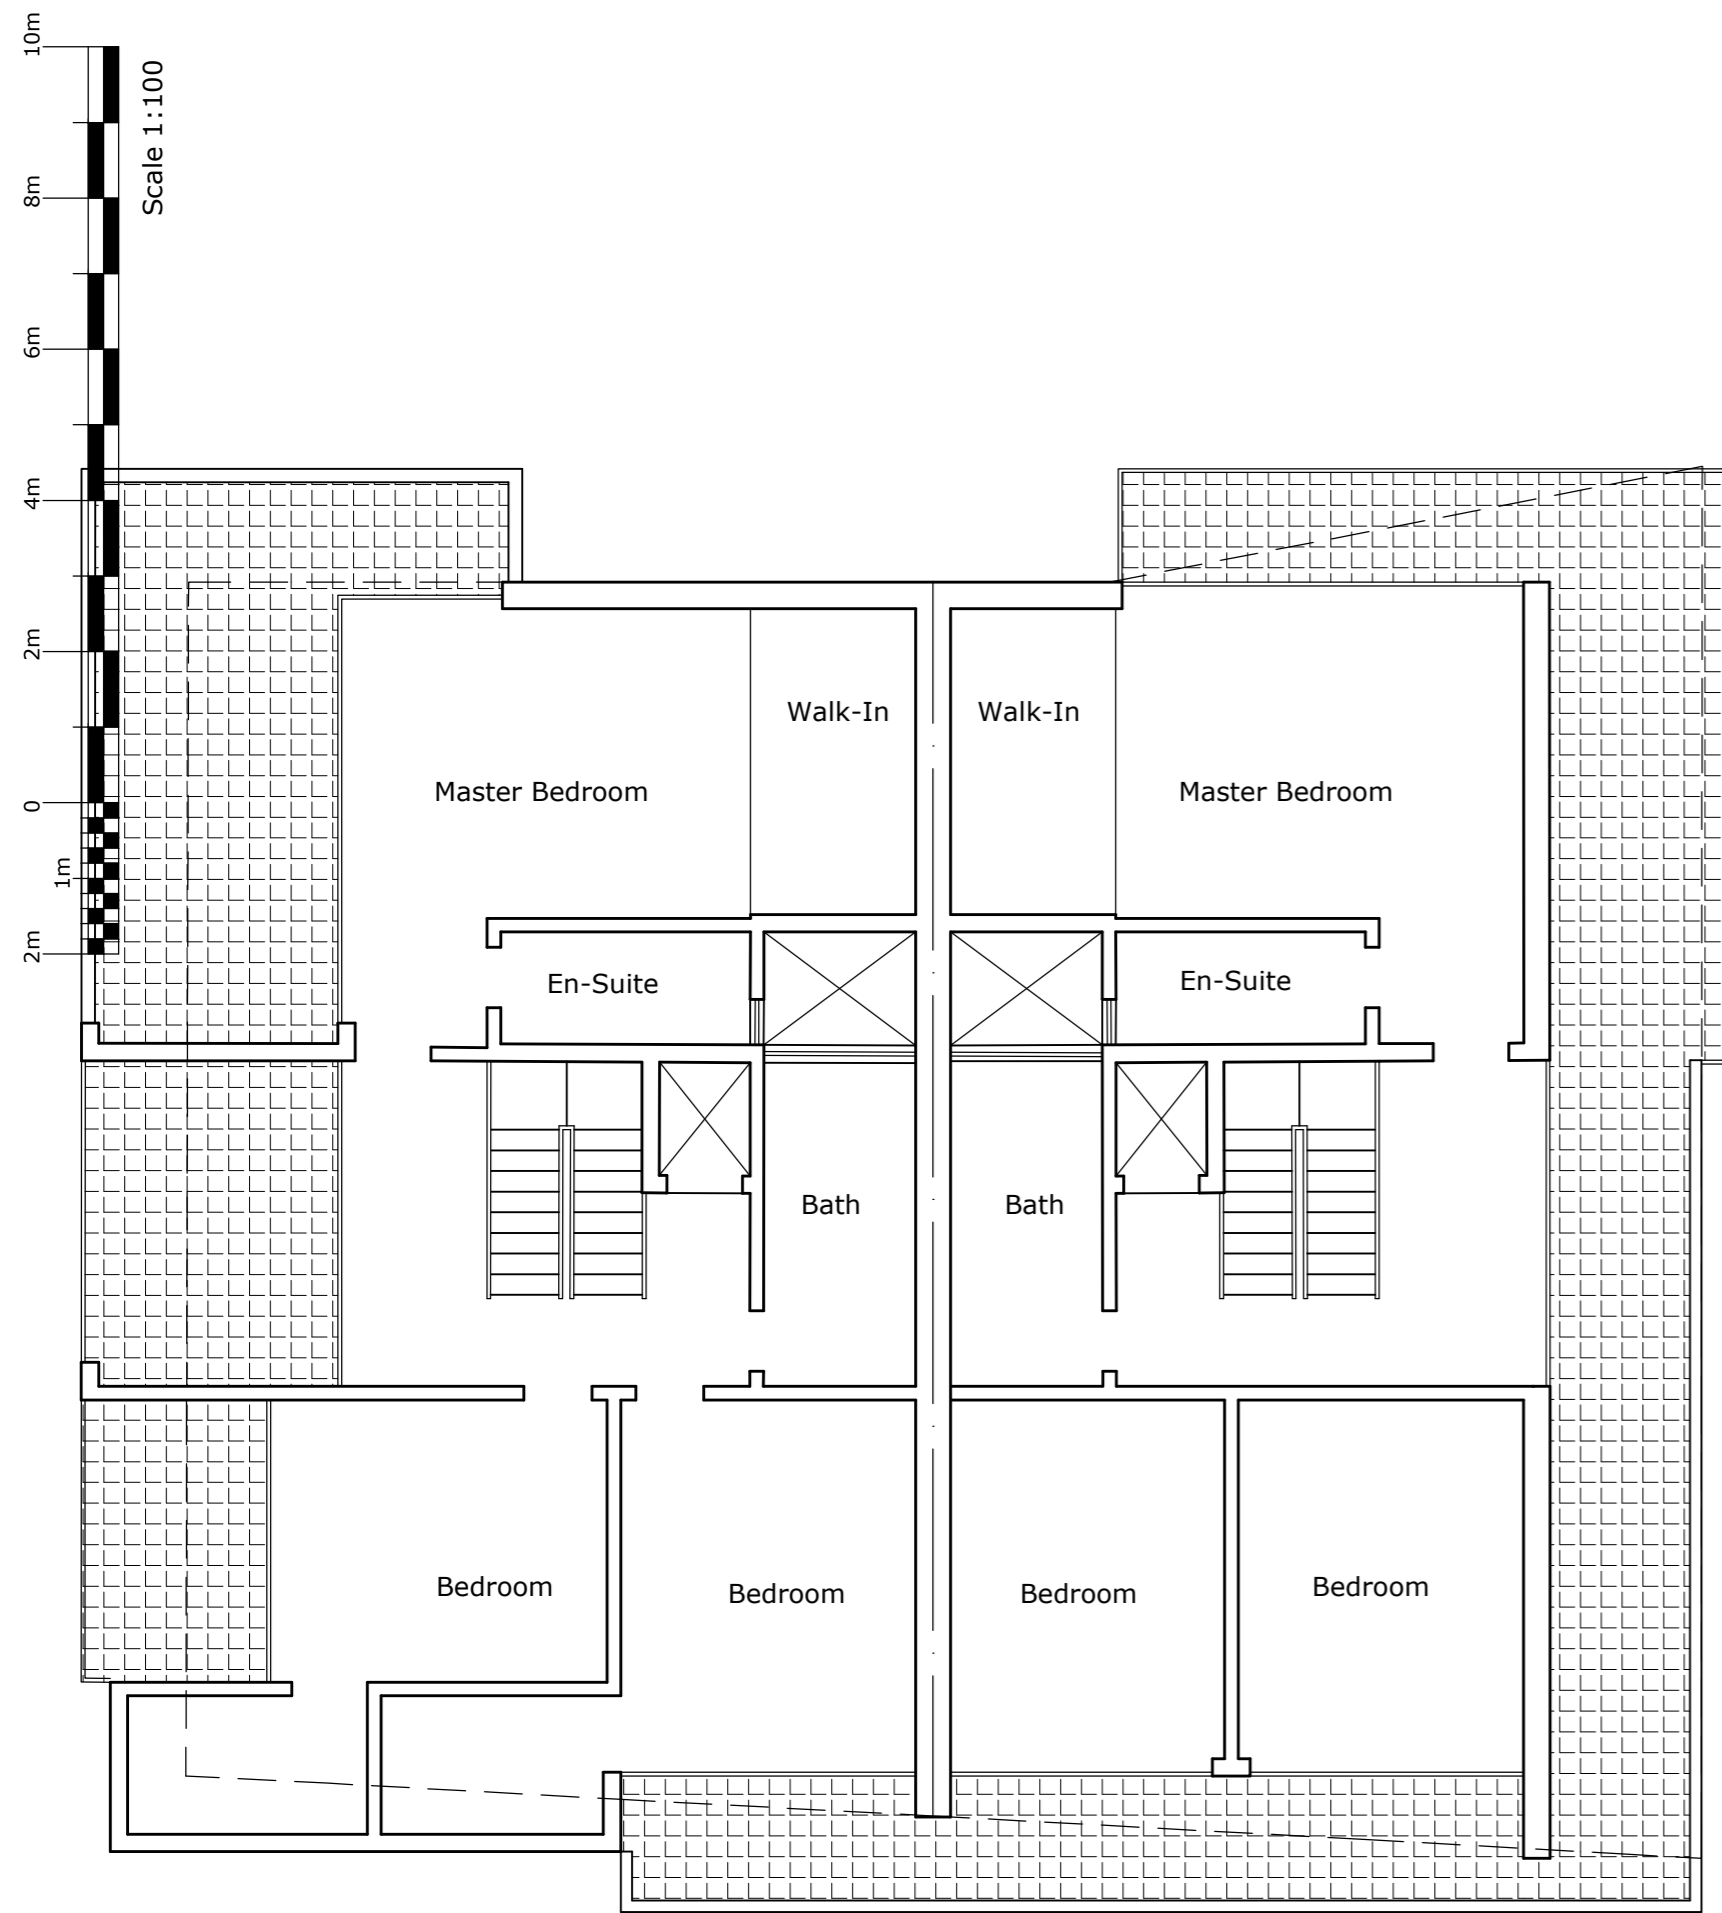 10m
Scale 1:100
8m
6m
4m
2m
0
1m
2m
Walk-In
Walk-In
Master Bedroom
Master Bedroom
En-Suite
En-Suite
Bath
Bath
Bedroom
Bedroom
Bedroom
Bedroom